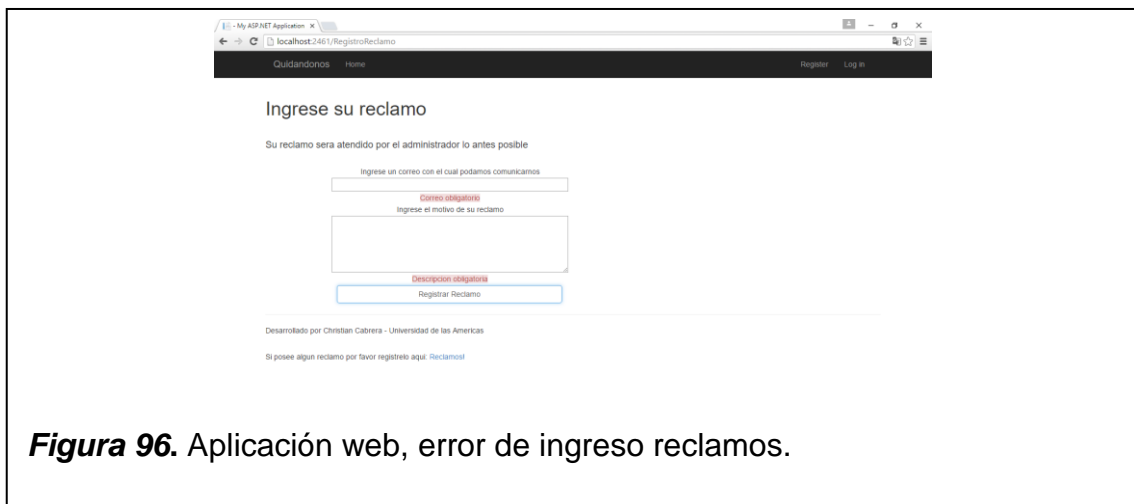 - My ASP.NET Application
localhost:2461/RegistroReclamo
Quidandonos Home Register Log in
Ingrese su reclamo
Su reclamo sera atendido por el administrador lo antes posible
Ingrese un correo con el cual podamos comunicarnos
Correo obligatorio
Ingrese el motivo de su reclamo
Descripcion obligatoria
Registrar Reclamo
Desarrollado por Christian Cabrera - Universidad de las Americas
Si posee algun reclamo por favor registrelo aqui: Reclamos!
Figura 96. Aplicación web, error de ingreso reclamos.